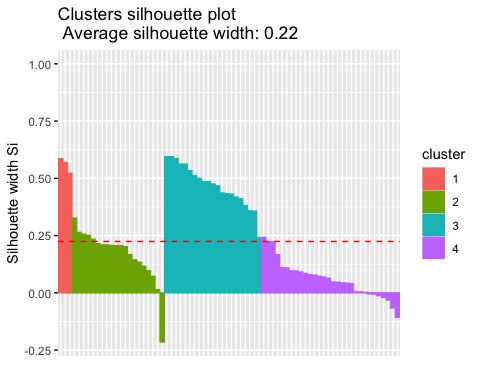 Clusters silhouette plot
Average silhouette width: 0.22
1.00
0.75
0.50
0.25
0.00
-0.25
Silhouette width Si
cluster
1
2
3
4